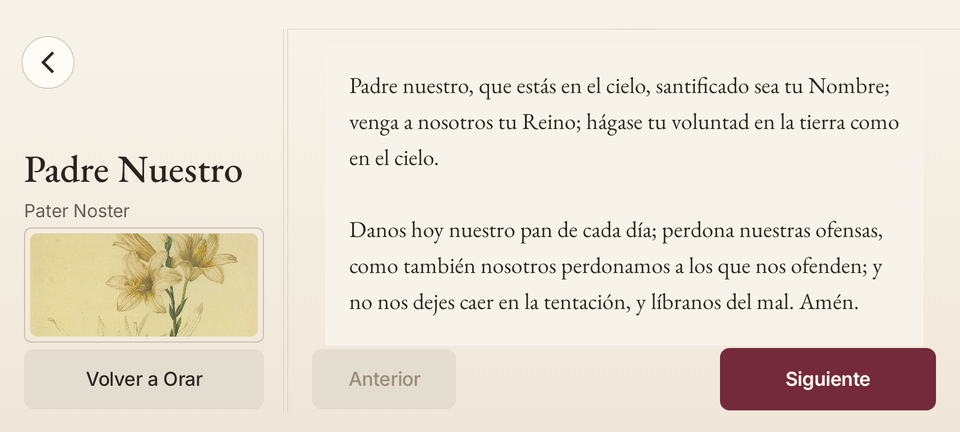 Padre Nuestro
Pater Noster
Volver a Orar
Padre nuestro, que estás en el cielo, santificado sea tu Nombre;
venga a nosotros tu Reino; hágase tu voluntad en la tierra como
en el cielo.
Danos hoy nuestro pan de cada día; perdona nuestras ofensas,
como también nosotros perdonamos a los que nos ofenden; y
no nos dejes caer en la tentación, y líbranos del mal. Amén.
Anterior
Siguiente